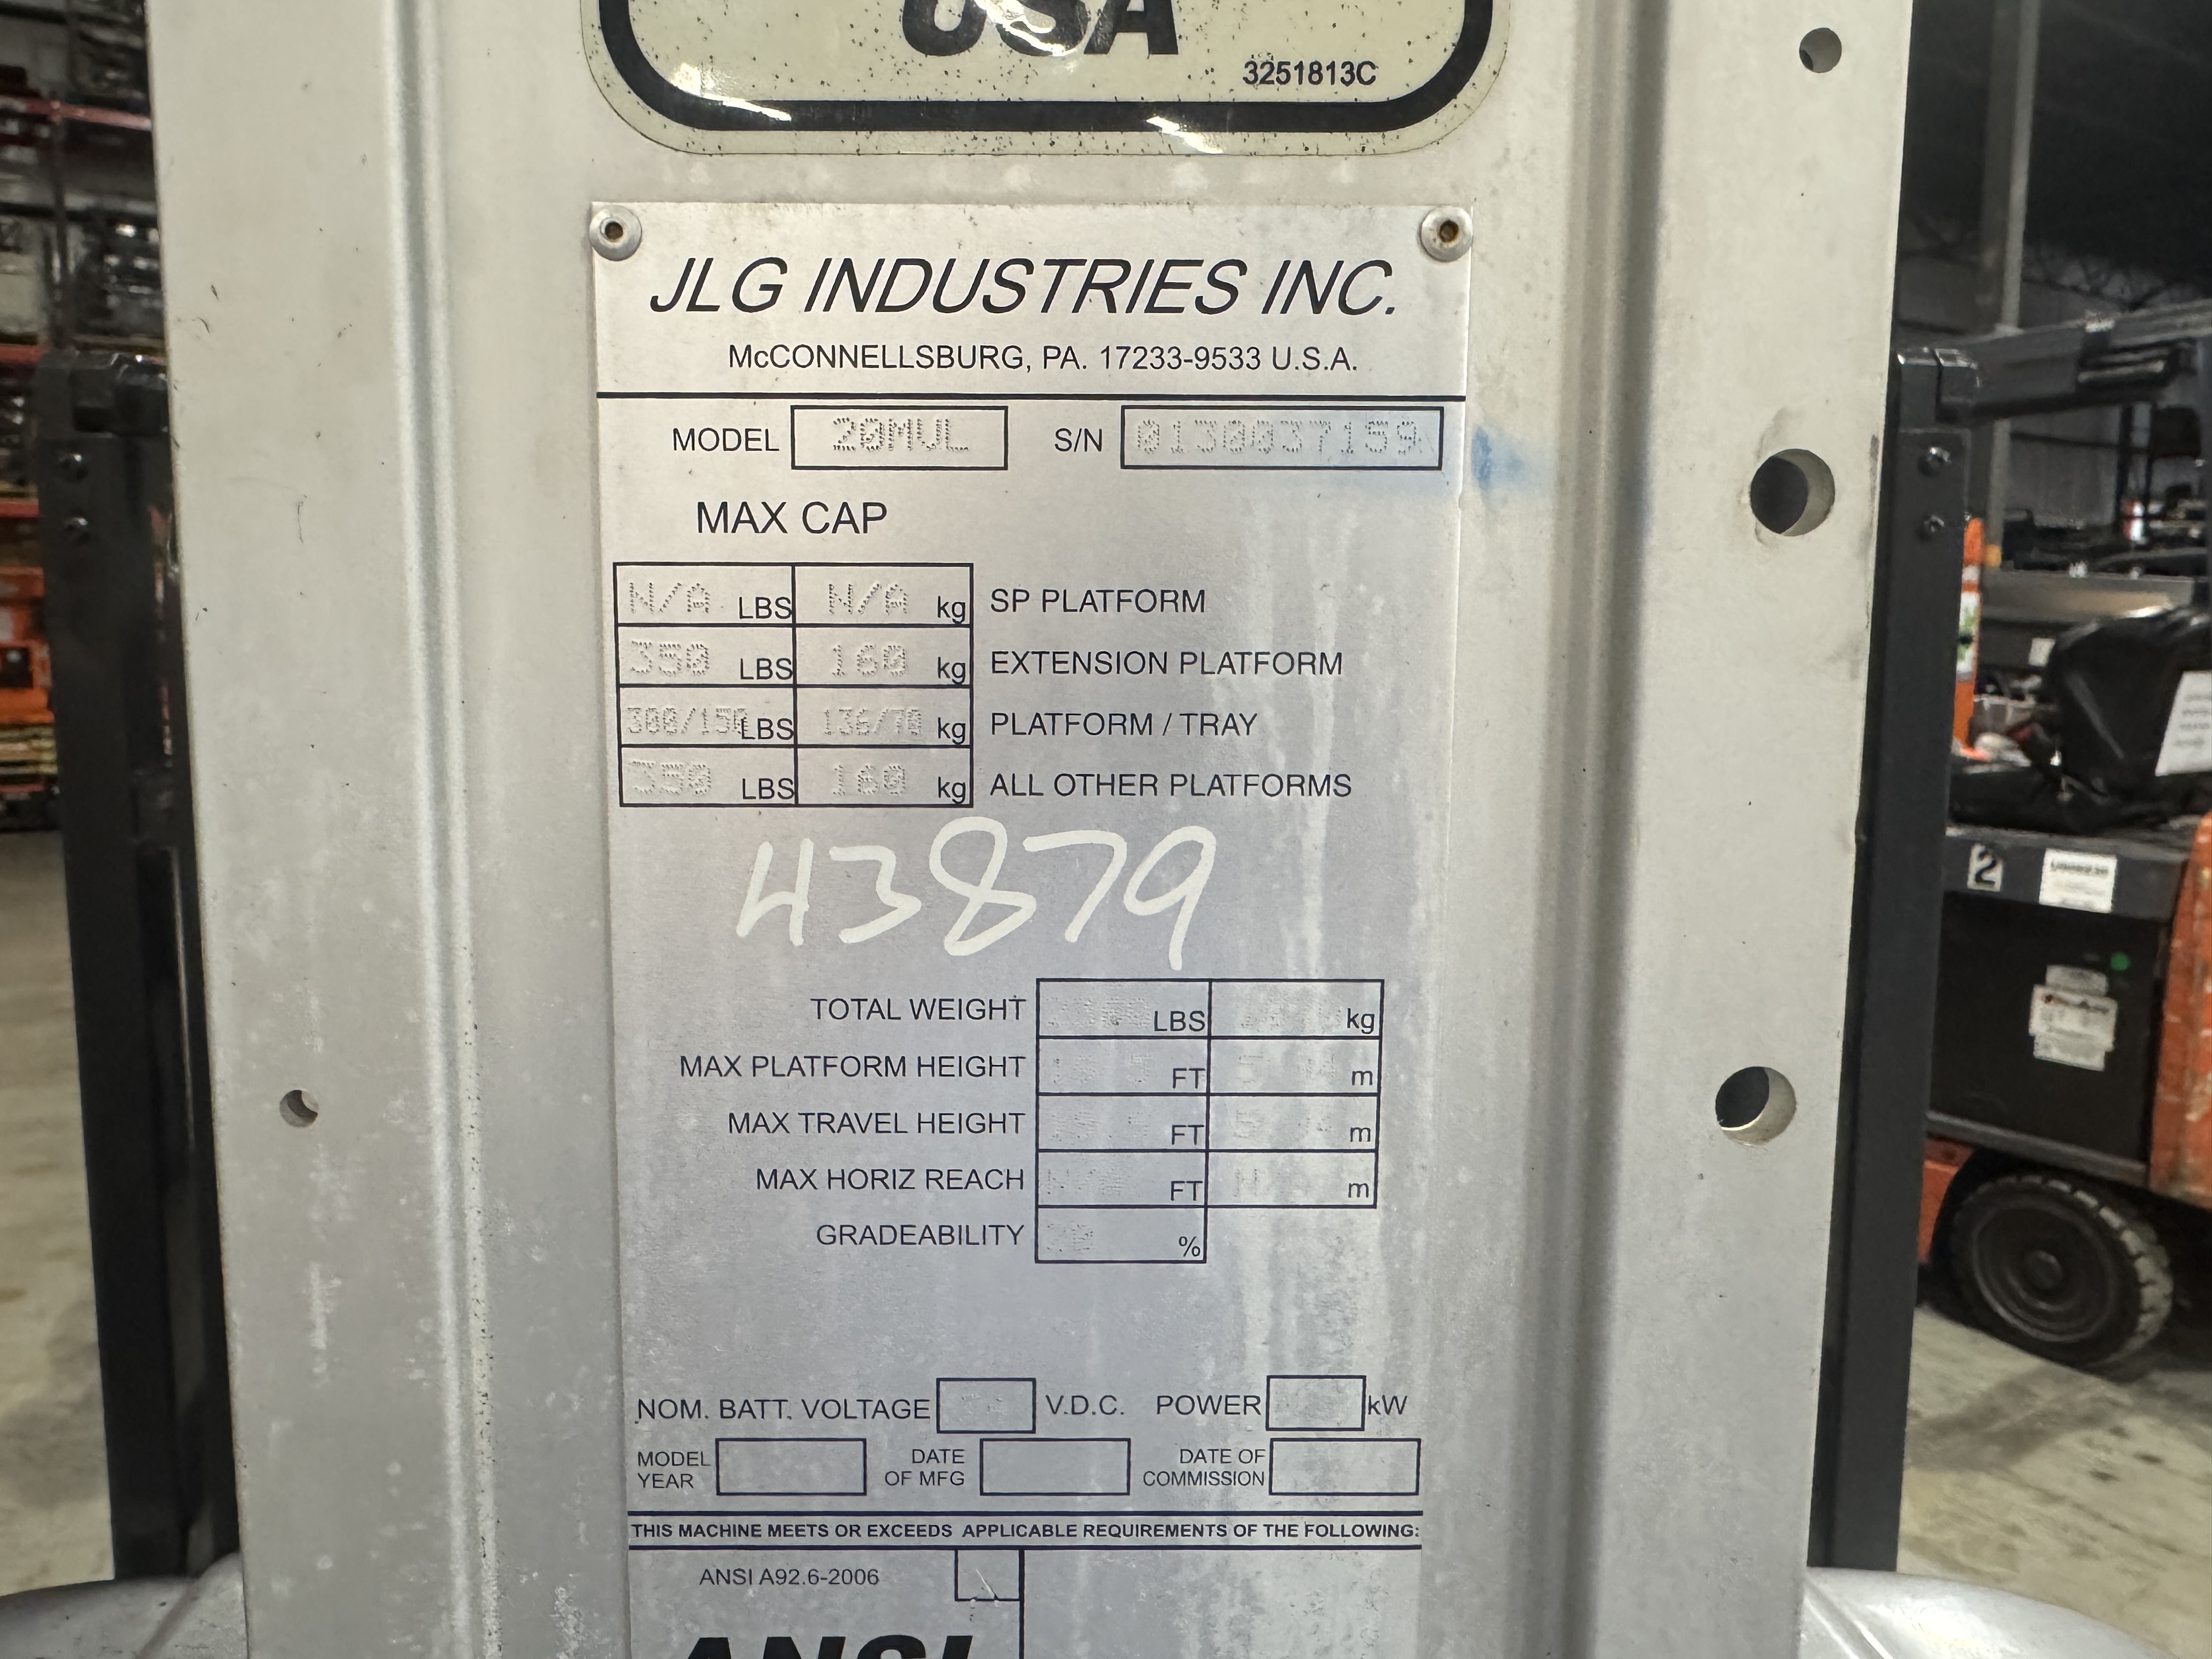 USA
3251813C
JLG INDUSTRIES INC.
McCONNELLSBURG, PA. 17233-9533 U.S.A.
MODEL 20MVL S/N 0130037159
MAX CAP
N/A LBS N/A kg SP PLATFORM
350 LBS 160 kg EXTENSION PLATFORM
300/150 LBS 136/70 kg PLATFORM / TRAY
350 LBS 160 kg ALL OTHER PLATFORMS
43879
TOTAL WEIGHT LBS kg
MAX PLATFORM HEIGHT FT m
MAX TRAVEL HEIGHT FT m
MAX HORIZ REACH FT m
GRADEABILITY %
NOM. BATT. VOLTAGE V.D.C. POWER kW
MODEL YEAR DATE OF MFG DATE OF COMMISSION
THIS MACHINE MEETS OR EXCEEDS APPLICABLE REQUIREMENTS OF THE FOLLOWING:
ANSI A92.6-2006
ANSI
2